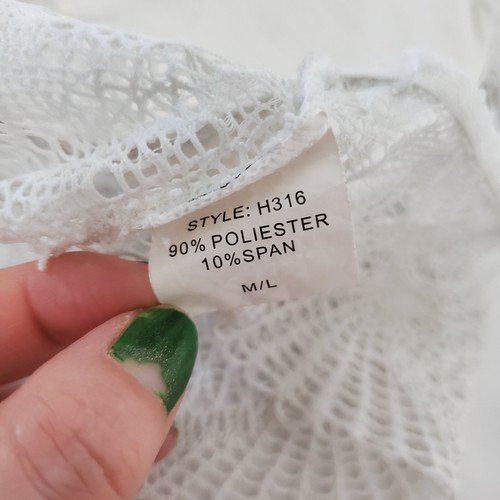 STYLE: H316
90% POLIESTER
10%SPAN
M/L